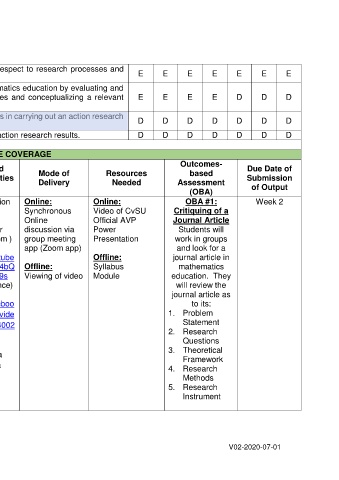 espect to research processes and
E E E E E E E
matics education by evaluating and
es and conceptualizing a relevant
E E E E D D D
s in carrying out an action research
D D D D D D D
action research results.
D D D D D D D
E COVERAGE
d
ties
Mode of
Delivery
Resources
Needed
Outcomes-
based
Assessment
(OBA)
Due Date of
Submission
of Output
ion
r
om )
tube
4bQ
9s
nce)
boo
vide
4002
a
s
Online:
Synchronous
Online
discussion via
group meeting
app (Zoom app)
Offline:
Viewing of video
Online:
Video of CvSU
Official AVP
Power
Presentation
Offline:
Syllabus
Module
OBA #1:
Critiquing of a
Journal Article
Students will
work in groups
and look for a
journal article in
mathematics
education. They
will review the
journal article as
to its:
1. Problem
Statement
2. Research
Questions
3. Theoretical
Framework
4. Research
Methods
5. Research
Instrument
Week 2
V02-2020-07-01